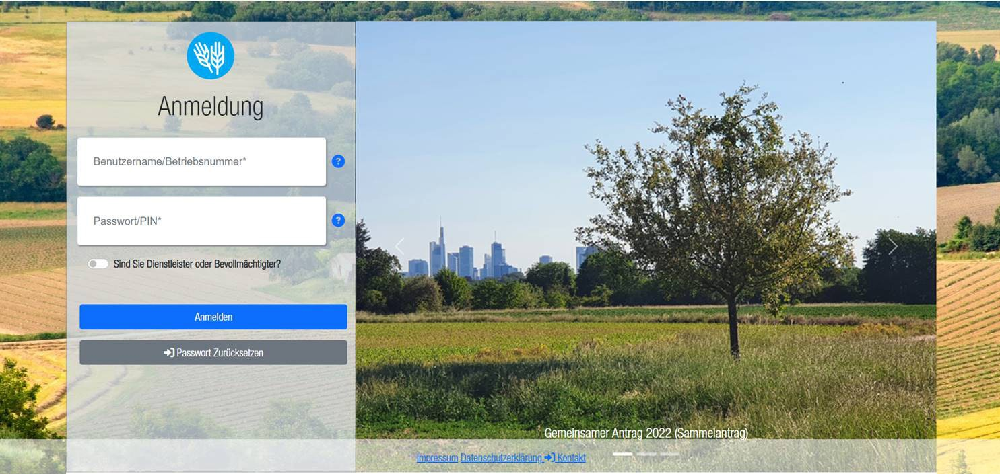 Anmeldung
Benutzername/Betriebsnummer*
?
Passwort/PIN*
?
Sind Sie Dienstleister oder Bevollmächtigter?
Anmelden
Passwort Zurücksetzen
Gemeinsamer Antrag 2022 (Sammelantrag)
Impressum Datenschutzerklärung Kontakt